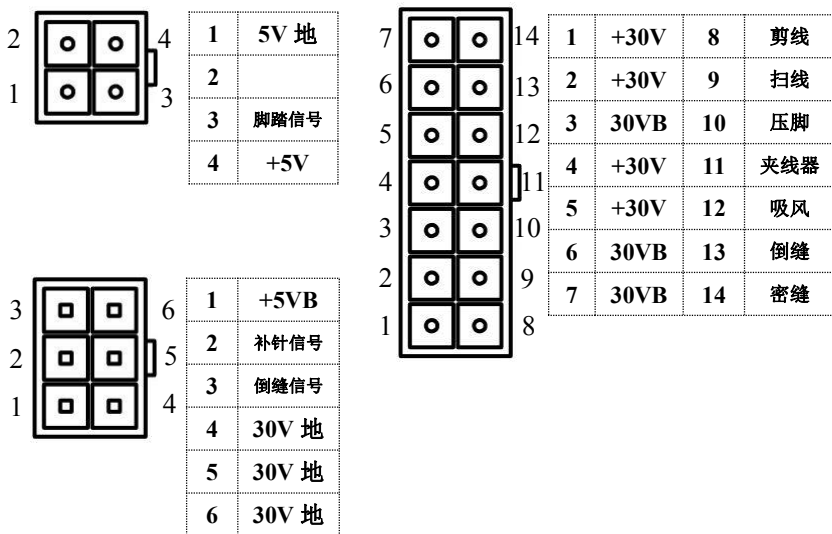 2 4
1 3
1 5V 地
2
3 脚踏信号
4 +5V
7 14
6 13
5 12
4 11
3 10
2 9
1 8
1 +30V 8 剪线
2 +30V 9 扫线
3 30VB 10 压脚
4 +30V 11 夹线器
5 +30V 12 吸风
6 30VB 13 倒缝
7 30VB 14 密缝
3 6
2 5
1 4
1 +5VB
2 补针信号
3 倒缝信号
4 30V 地
5 30V 地
6 30V 地